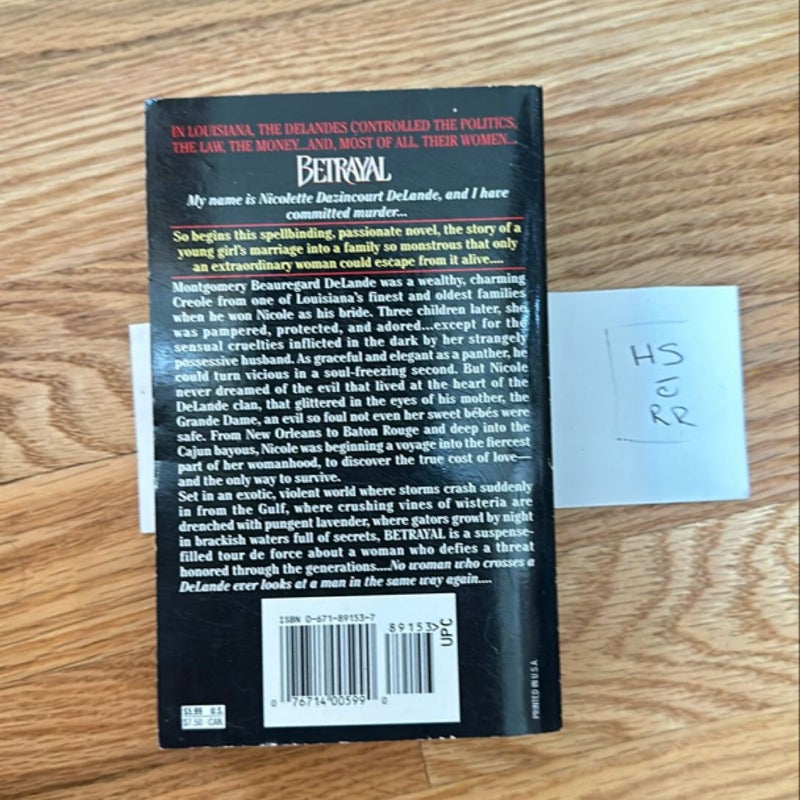 IN LOUISIANA, THE DELANDES CONTROLLED THE POLITICS,
THE LAW, THE MONEY...AND, MOST OF ALL, THEIR WOMEN...
BETRAYAL
My name is Nicolette Dazincourt DeLande, and I have
committed murder...
So begins this spellbinding, passionate novel, the story of a
young girl's marriage into a family so monstrous that only
an extraordinary woman could escape from it alive....
Montgomery Beauregard DeLande was a wealthy, charming
Creole from one of Louisiana's finest and oldest families
when he won Nicole as his bride. Three children later, she
was pampered, protected, and adored...except for the
sensual cruelties inflicted in the dark by her strangely
possessive husband. As graceful and elegant as a panther, he
could turn vicious in a soul-freezing second. But Nicole
never dreamed of the evil that lived at the heart of the
DeLande clan, that glittered in the eyes of his mother, the
Grande Dame, an evil so foul not even her sweet bébés were
safe. From New Orleans to Baton Rouge and deep into the
Cajun bayous, Nicole was beginning a voyage into the fiercest
part of her womanhood, to discover the true cost of love—
and the only way to survive.
Set in an exotic, violent world where storms crash suddenly
in from the Gulf, where crushing vines of wisteria are
drenched with pungent lavender, where gators growl by night
in brackish waters full of secrets, BETRAYAL is a suspense-
filled tour de force about a woman who defies a threat
honored through the generations....No woman who crosses a
DeLande ever looks at a man in the same way again....
ISBN 0-671-89153-7
89153>
UPC
0 76714 00599 0
$5.99 U.S.
$7.50 CAN.
PRINTED IN U.S.A.
HS
RR